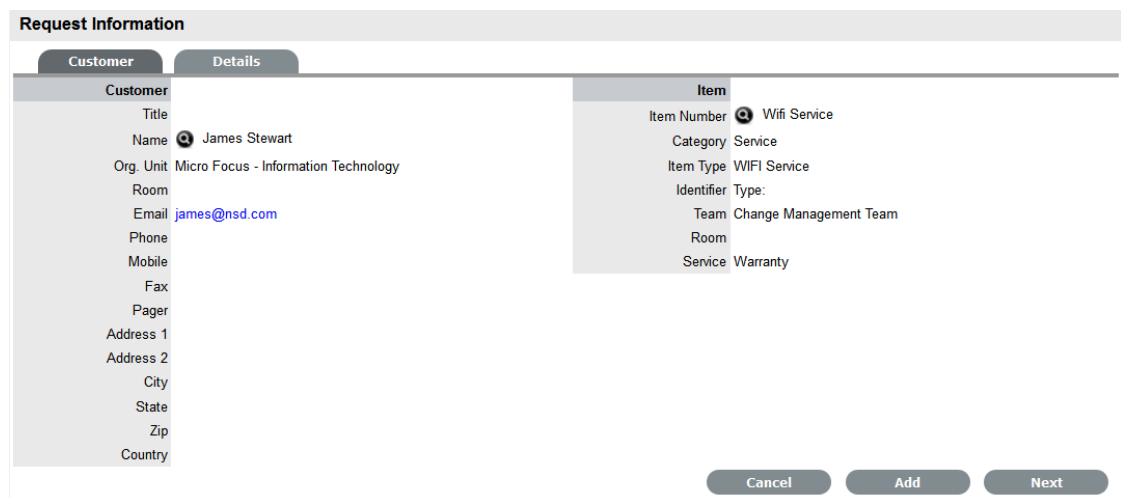 Request Information
Customer Details
Customer
Title
Name James Stewart
Org. Unit Micro Focus - Information Technology
Room
Email james@nsd.com
Phone
Mobile
Fax
Pager
Address 1
Address 2
City
State
Zip
Country
Item
Item Number Wifi Service
Category Service
Item Type WIFI Service
Identifier Type:
Team Change Management Team
Room
Service Warranty
Cancel Add Next